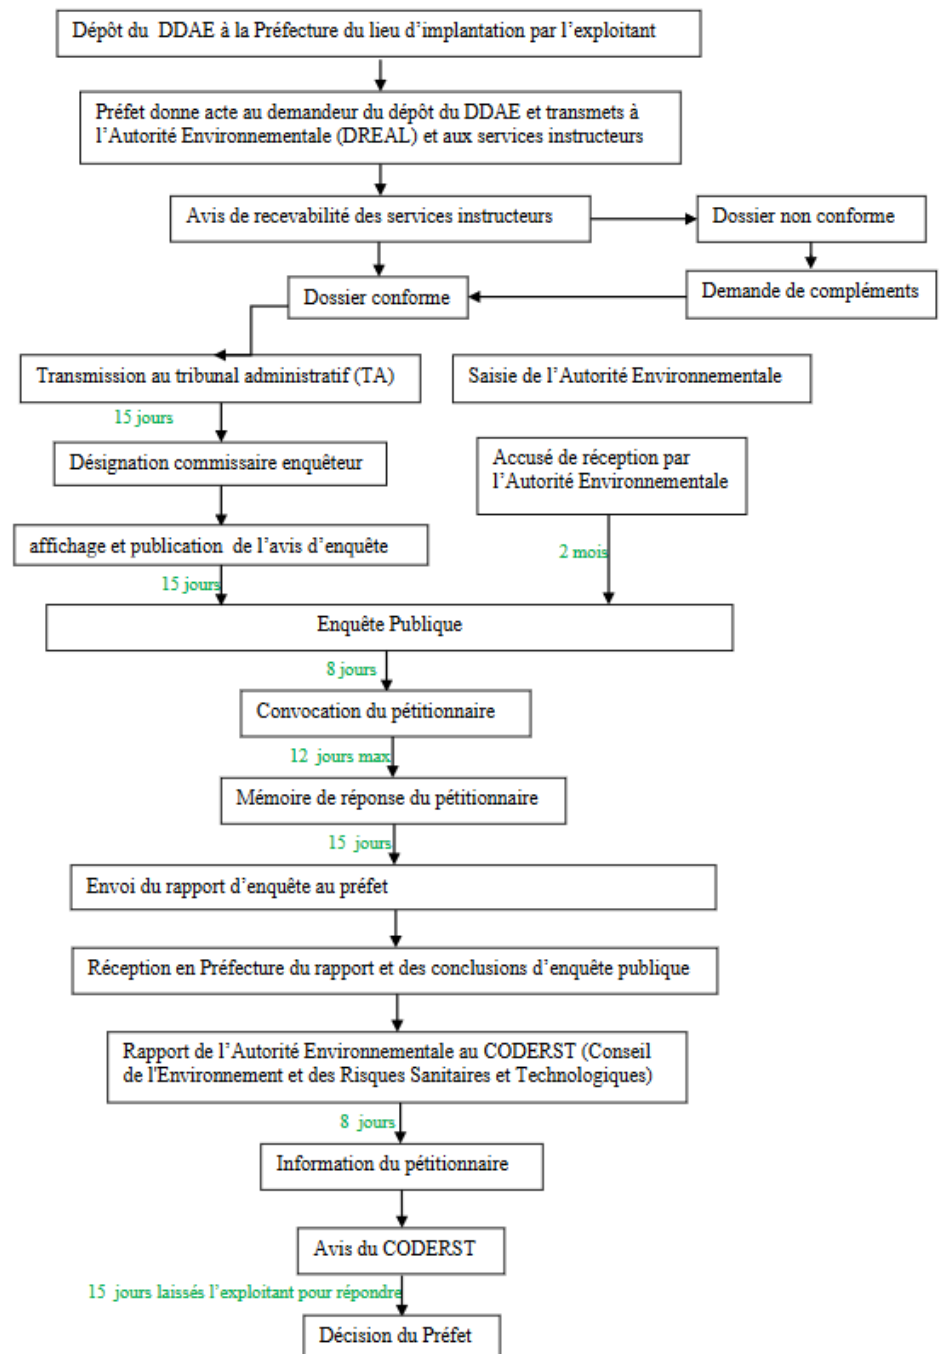 Dépôt du DDAE à la Préfecture du lieu d’implantation par l’exploitant
Préfet donne acte au demandeur du dépôt du DDAE et transmets à
l’Autorité Environnementale (DREAL) et aux services instructeurs
Avis de recevabilité des services instructeurs
Dossier non conforme
Dossier conforme
Demande de compléments
Transmission au tribunal administratif (TA)
Saisie de l’Autorité Environnementale
15 jours
Désignation commissaire enquêteur
Accusé de réception par
l’Autorité Environnementale
affichage et publication de l’avis d’enquête
2 mois
15 jours
Enquête Publique
8 jours
Convocation du pétitionnaire
12 jours max
Mémoire de réponse du pétitionnaire
15 jours
Envoi du rapport d’enquête au préfet
Réception en Préfecture du rapport et des conclusions d’enquête publique
Rapport de l’Autorité Environnementale au CODERST (Conseil
de l'Environnement et des Risques Sanitaires et Technologiques)
8 jours
Information du pétitionnaire
Avis du CODERST
15 jours laissés l’exploitant pour répondre
Décision du Préfet